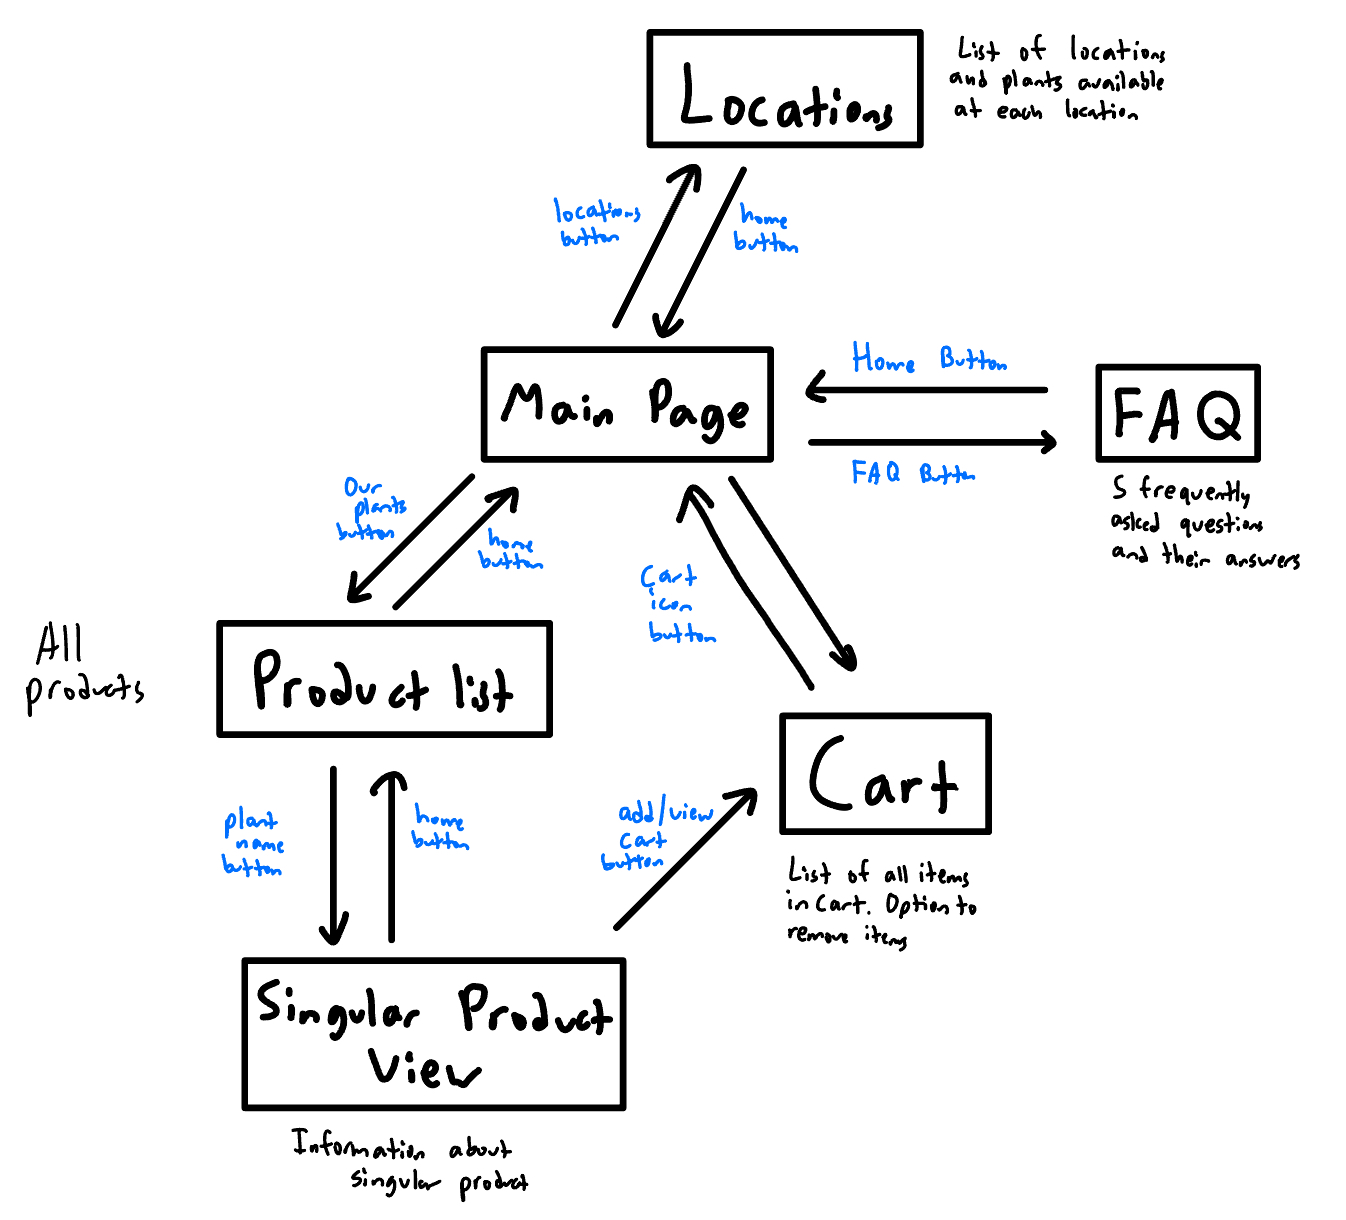 Locations
List of locations
and plants available
at each location
locations
button
home
button
Main Page
Home Button
FAQ Button
FAQ
5 frequently
asked questions
and their answers
Our
plants
button
home
button
Cart
icon
button
All
products
Product list
Cart
List of all items
in cart. Option to
remove items
plant
name
button
home
button
add/view
cart
button
Singular Product
View
Information about
singular product